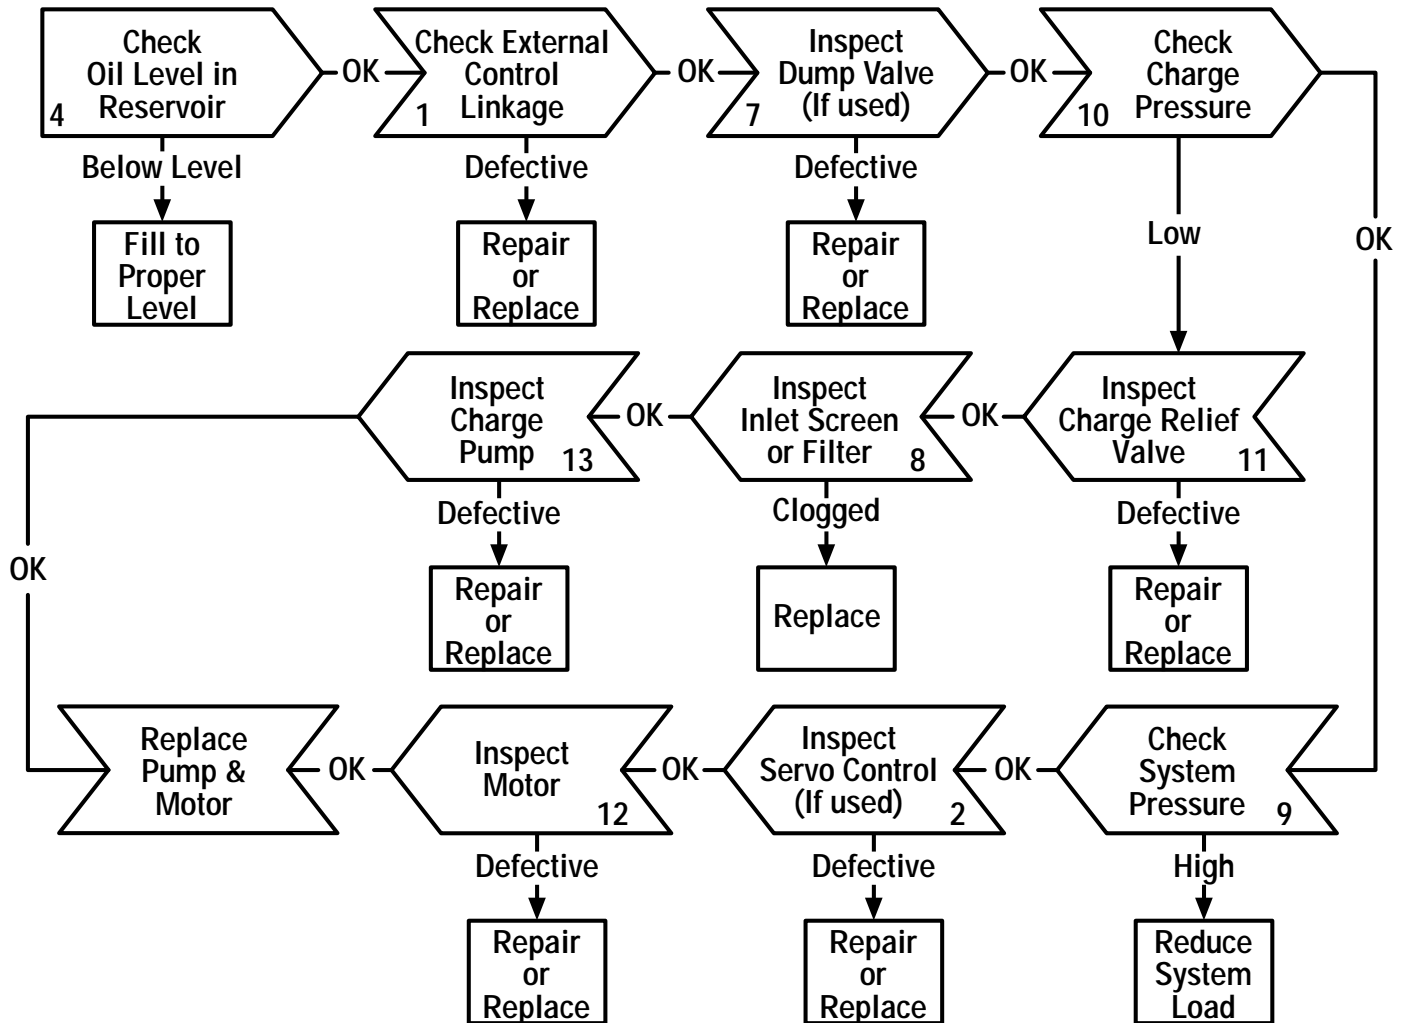 Check
Oil Level in
Reservoir
4
OK
Check External
Control
Linkage
1
OK
Inspect
Dump Valve
(If used)
7
OK
Check
Charge
Pressure
10
Below Level
Defective
Defective
Low
OK
Fill to
Proper
Level
Repair
or
Replace
Repair
or
Replace
Inspect
Charge
Pump
13
OK
Inspect
Inlet Screen
or Filter
8
OK
Inspect
Charge Relief
Valve
11
Defective
Clogged
Defective
OK
Repair
or
Replace
Replace
Repair
or
Replace
Replace
Pump &
Motor
OK
Inspect
Motor
12
OK
Inspect
Servo Control
(If used)
2
OK
Check
System
Pressure
9
Defective
Defective
High
Repair
or
Replace
Repair
or
Replace
Reduce
System
Load